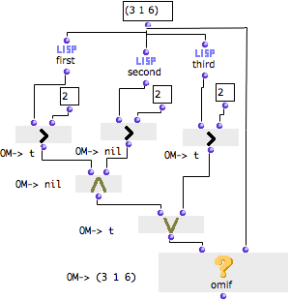 (3 1 6)
LISP
first
LISP
second
LISP
third
2
2
2
>
>
>
OM-> t
OM-> nil
OM-> t
OM-> nil
OM-> t
OM-> (3 1 6)
?
omif